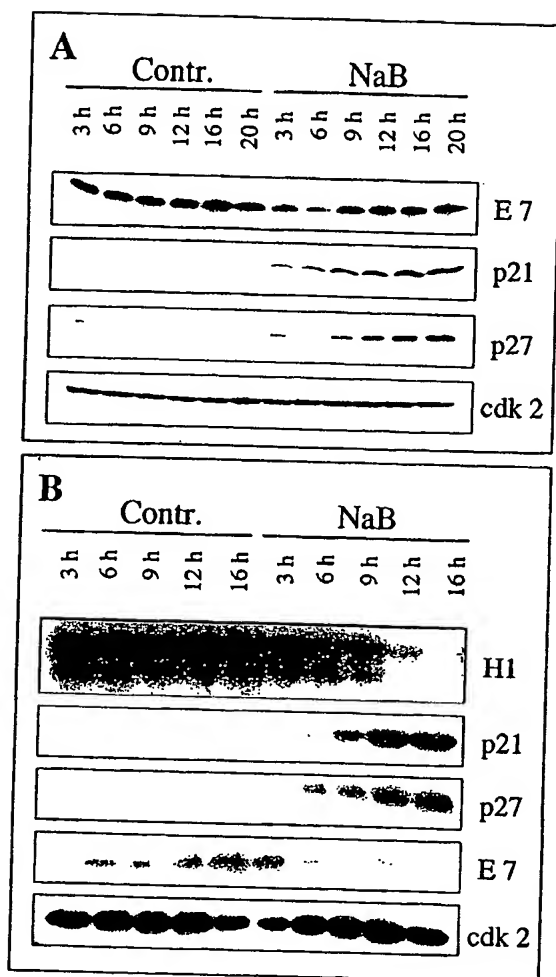 A
Contr. NaB
3 h 6 h 9 h 12 h 16 h 20 h 3 h 6 h 9 h 12 h 16 h 20 h
E 7
p21
p27
cdk 2
B
Contr. NaB
3 h 6 h 9 h 12 h 16 h 3 h 6 h 9 h 12 h 16 h
H1
p21
p27
E 7
cdk 2